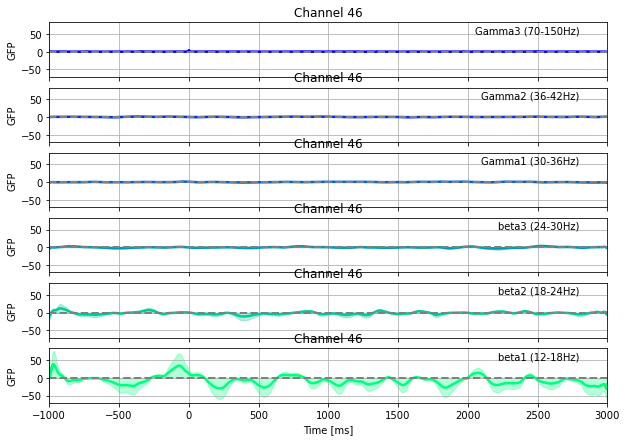 Channel 46
Gamma3 (70-150Hz)
GFP
50
0
−50
Channel 46
Gamma2 (36-42Hz)
GFP
50
0
−50
Channel 46
Gamma1 (30-36Hz)
GFP
50
0
−50
Channel 46
beta3 (24-30Hz)
GFP
50
0
−50
Channel 46
beta2 (18-24Hz)
GFP
50
0
−50
Channel 46
beta1 (12-18Hz)
GFP
50
0
−50
−1000 −500 0 500 1000 1500 2000 2500 3000
Time [ms]